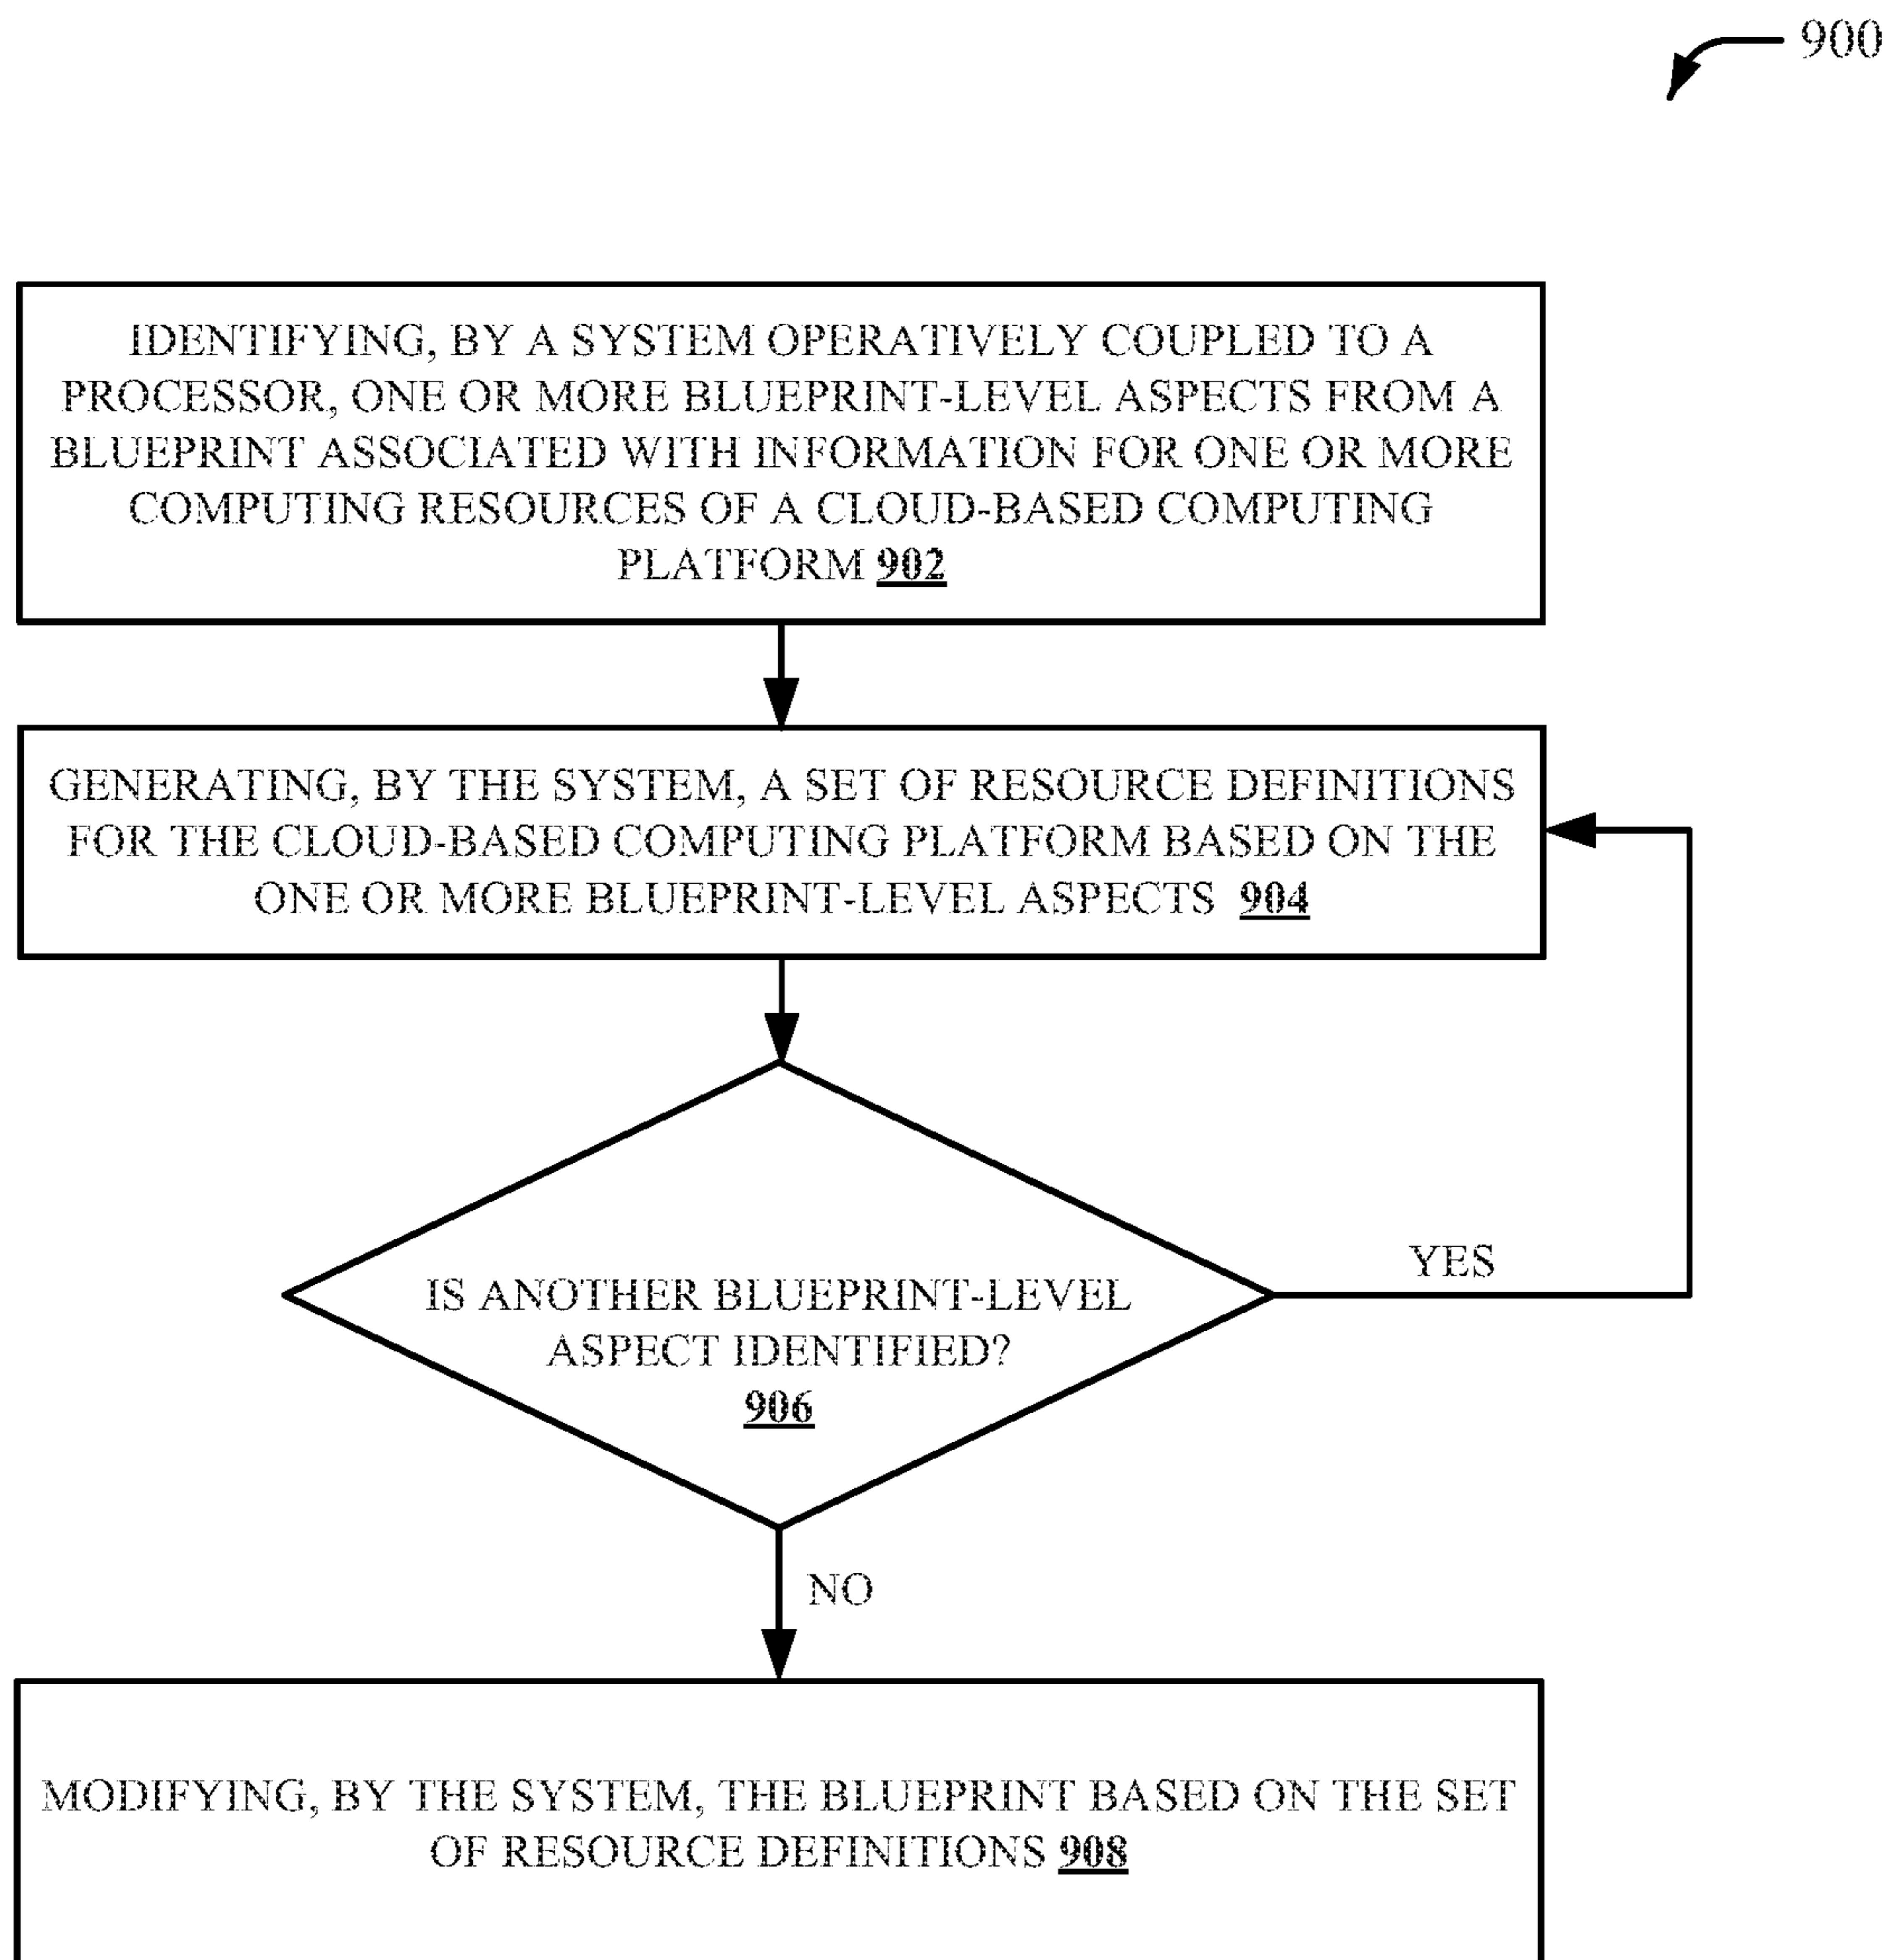 900
IDENTIFYING, BY A SYSTEM OPERATIVELY COUPLED TO A
PROCESSOR, ONE OR MORE BLUEPRINT-LEVEL ASPECTS FROM A
BLUEPRINT ASSOCIATED WITH INFORMATION FOR ONE OR MORE
COMPUTING RESOURCES OF A CLOUD-BASED COMPUTING
PLATFORM 902
GENERATING, BY THE SYSTEM, A SET OF RESOURCE DEFINITIONS
FOR THE CLOUD-BASED COMPUTING PLATFORM BASED ON THE
ONE OR MORE BLUEPRINT-LEVEL ASPECTS 904
YES
IS ANOTHER BLUEPRINT-LEVEL
ASPECT IDENTIFIED?
906
NO
MODIFYING, BY THE SYSTEM, THE BLUEPRINT BASED ON THE SET
OF RESOURCE DEFINITIONS 908